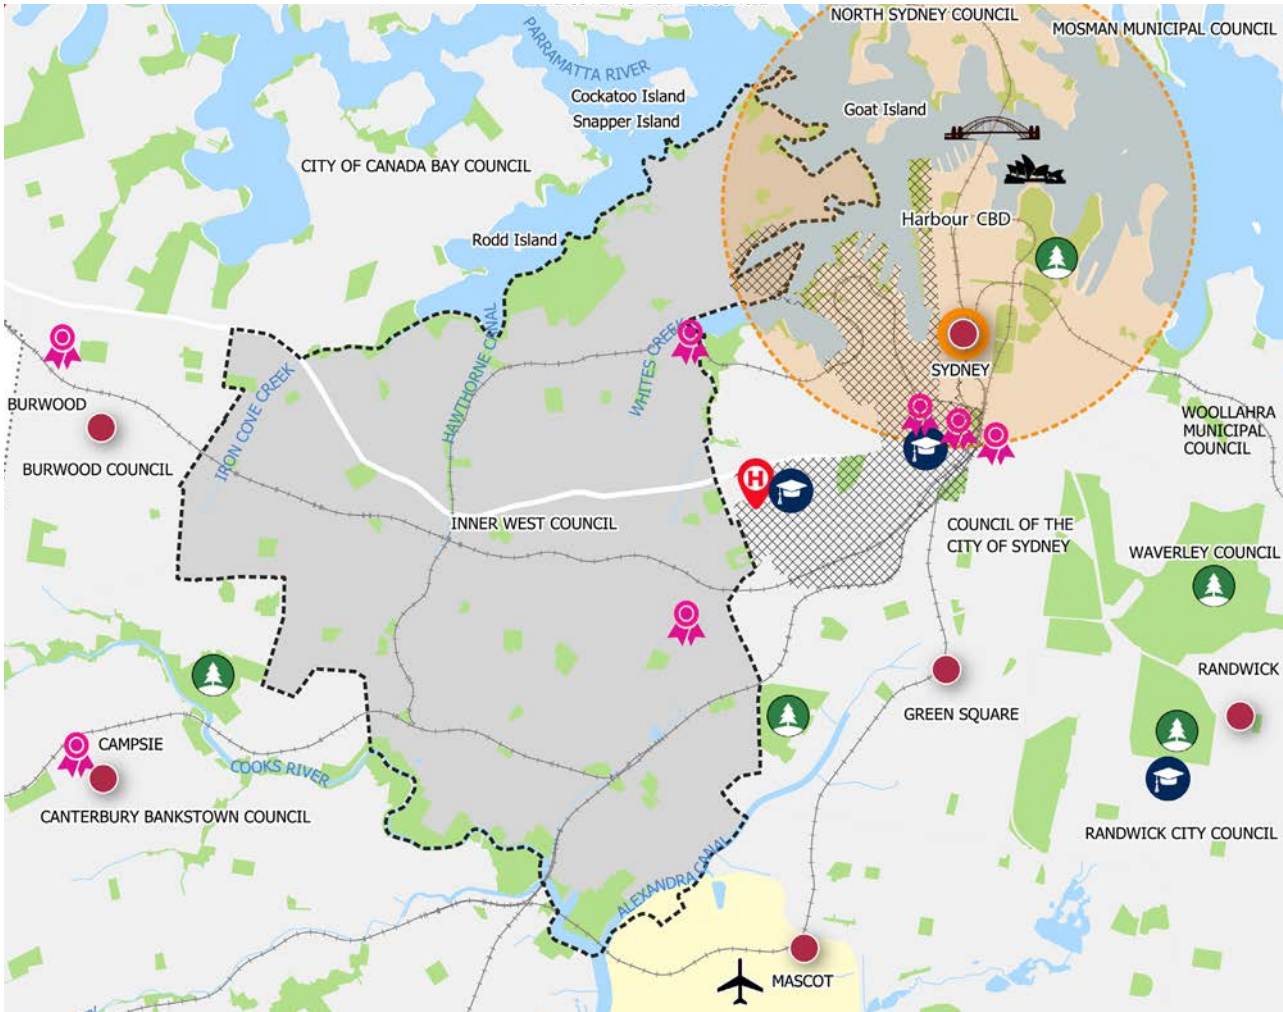 NORTH SYDNEY COUNCIL
MOSMAN MUNICIPAL COUNCIL
PARRAMATTA RIVER
Cockatoo Island
Snapper Island
Goat Island
CITY OF CANADA BAY COUNCIL
Harbour CBD
Rodd Island
WHITES CREEK
HAWTHORNE CANAL
IRON COVE CREEK
SYDNEY
BURWOOD
BURWOOD COUNCIL
WOOLLAHRA
MUNICIPAL
COUNCIL
H
INNER WEST COUNCIL
COUNCIL OF THE
CITY OF SYDNEY
WAVERLEY COUNCIL
RANDWICK
GREEN SQUARE
CAMPSIE
COOKS RIVER
CANTERBURY BANKSTOWN COUNCIL
RANDWICK CITY COUNCIL
ALEXANDRA CANAL
MASCOT